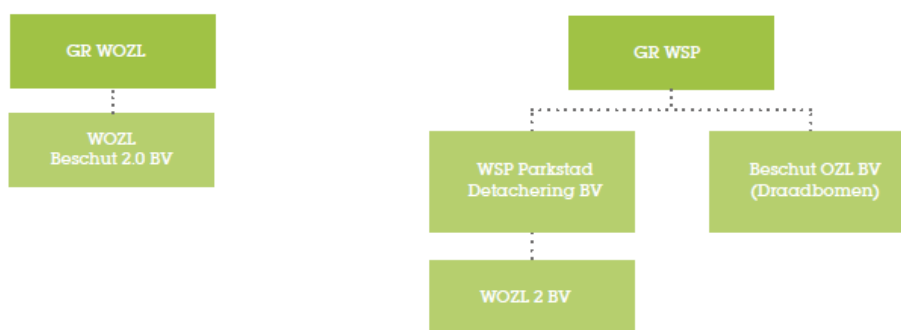 GR WOZL
GR WSP
WOZL
Beschut 2.0 BV
WSP Parkstad
Detachering BV
Beschut OZL BV
(Draadbomen)
WOZL 2 BV